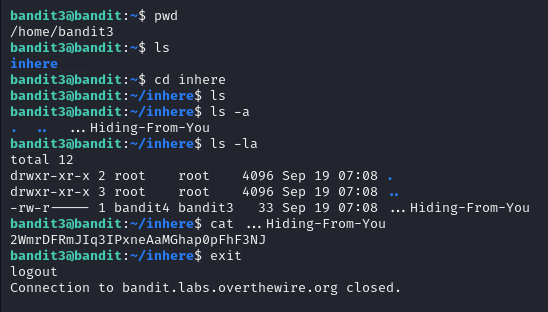 bandit3@bandit:~$ pwd
/home/bandit3
bandit3@bandit:~$ ls
inhere
bandit3@bandit:~$ cd inhere
bandit3@bandit:~/inhere$ ls
bandit3@bandit:~/inhere$ ls -a
.  ..  ...Hiding-From-You
bandit3@bandit:~/inhere$ ls -la
total 12
drwxr-xr-x 2 root    root    4096 Sep 19 07:08 .
drwxr-xr-x 3 root    root    4096 Sep 19 07:08 ..
-rw-r----- 1 bandit4 bandit3   33 Sep 19 07:08 ...Hiding-From-You
bandit3@bandit:~/inhere$ cat ...Hiding-From-You
2WmrDFRmJIq3IPxneAaMGhap0pFhF3NJ
bandit3@bandit:~/inhere$ exit
logout
Connection to bandit.labs.overthewire.org closed.